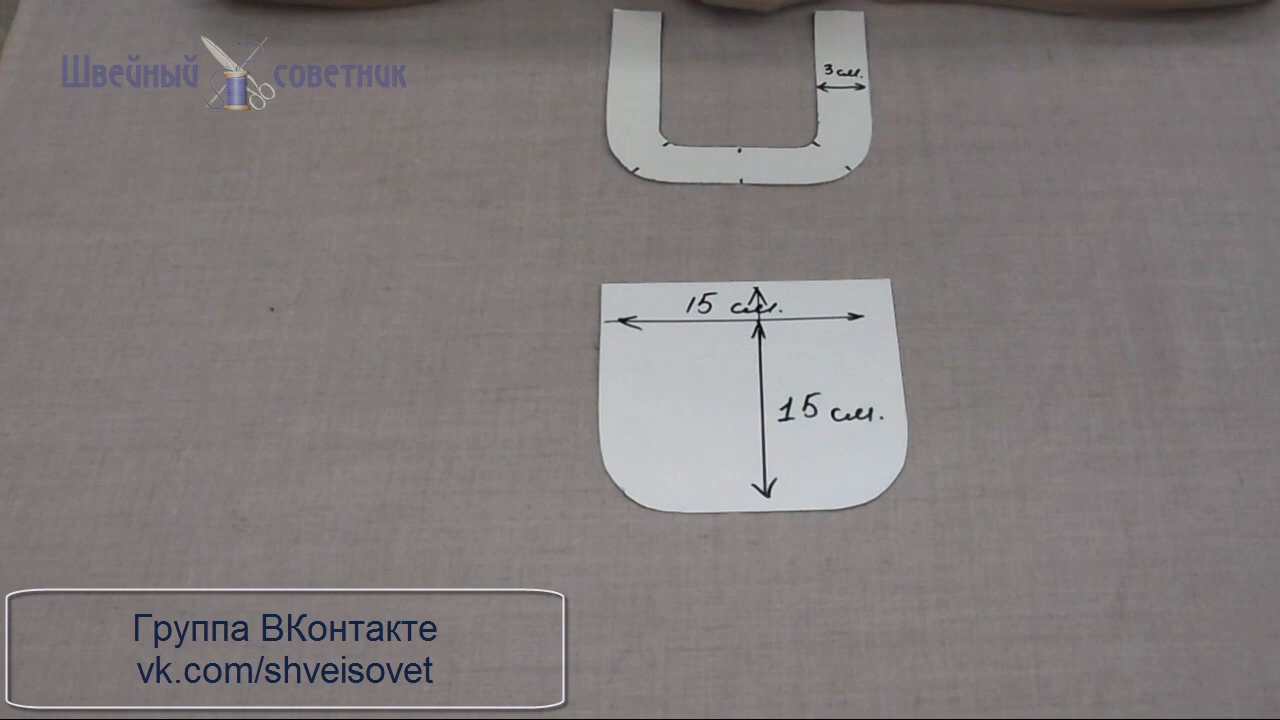 Швейный советник
3 см.
15 см.
15 см.
Группа ВКонтакте
vk.com/shveisovet